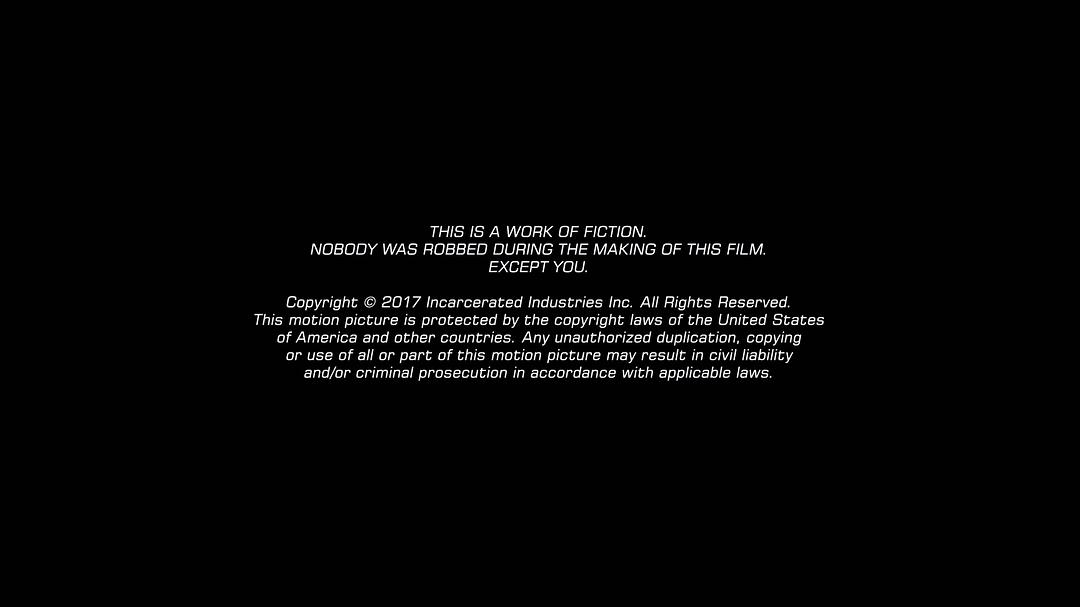 THIS IS A WORK OF FICTION.
NOBODY WAS ROBBED DURING THE MAKING OF THIS FILM.
EXCEPT YOU.
Copyright © 2017 Incarcerated Industries Inc. All Rights Reserved.
This motion picture is protected by the copyright laws of the United States
of America and other countries. Any unauthorized duplication, copying
or use of all or part of this motion picture may result in civil liability
and/or criminal prosecution in accordance with applicable laws.